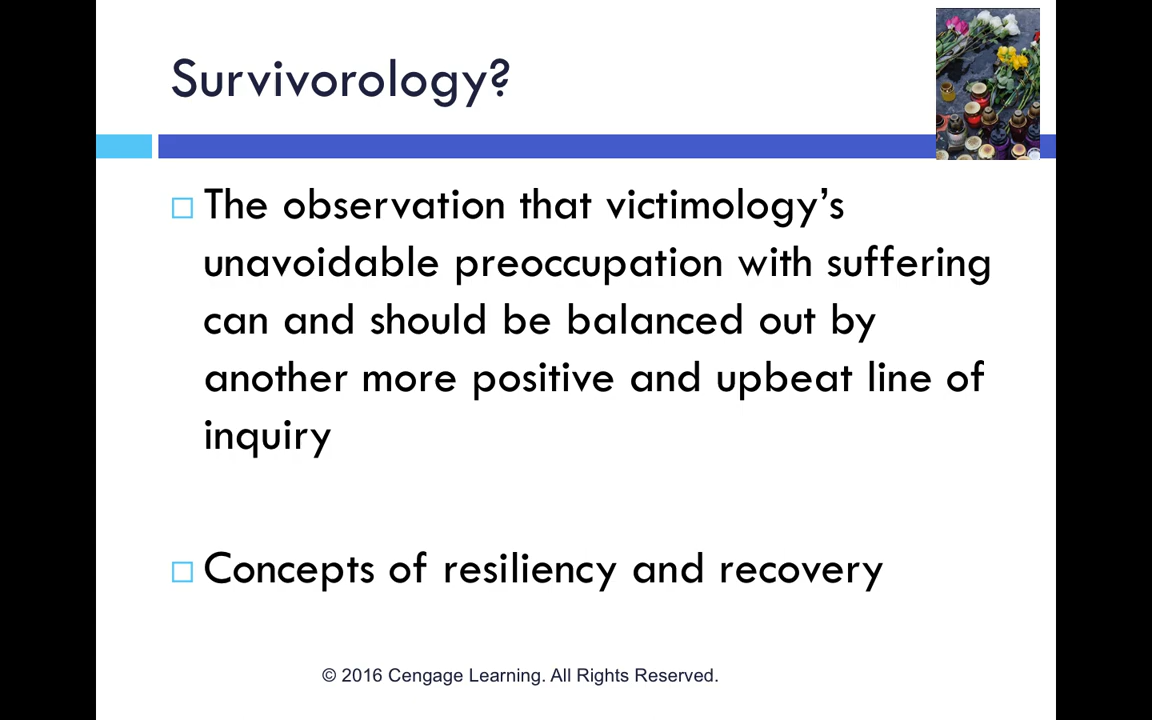 Survivorology?
The observation that victimology’s
unavoidable preoccupation with suffering
can and should be balanced out by
another more positive and upbeat line of
inquiry
Concepts of resiliency and recovery
© 2016 Cengage Learning. All Rights Reserved.